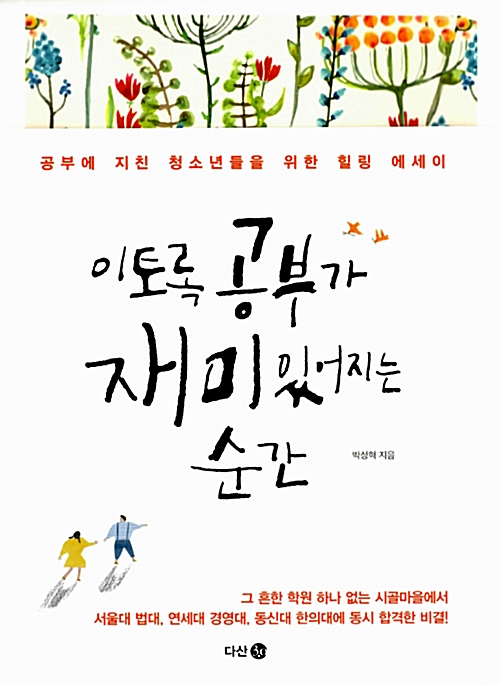 공부에 지친 청소년들을 위한 힐링 에세이
이토록 공부가
재미있어지는
순간
박성혁 지음
그 흔한 학원 하나 없는 시골마을에서
서울대 법대, 연세대 경영대, 동신대 한의대에 동시 합격한 비결!
다산 3.0